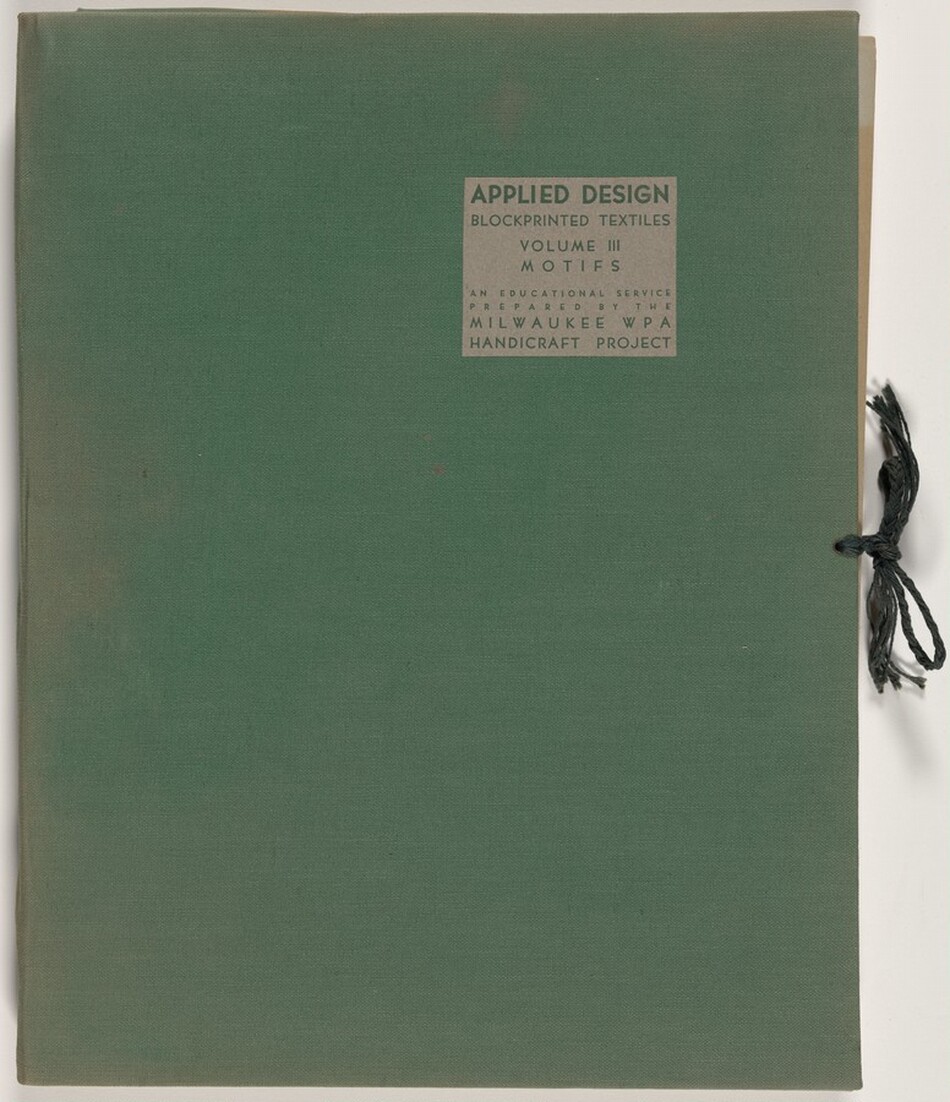 APPLIED DESIGN
BLOCKPRINTED TEXTILES
VOLUME III
MOTIFS
AN EDUCATIONAL SERVICE
PREPARED BY THE
MILWAUKEE WPA
HANDICRAFT PROJECT